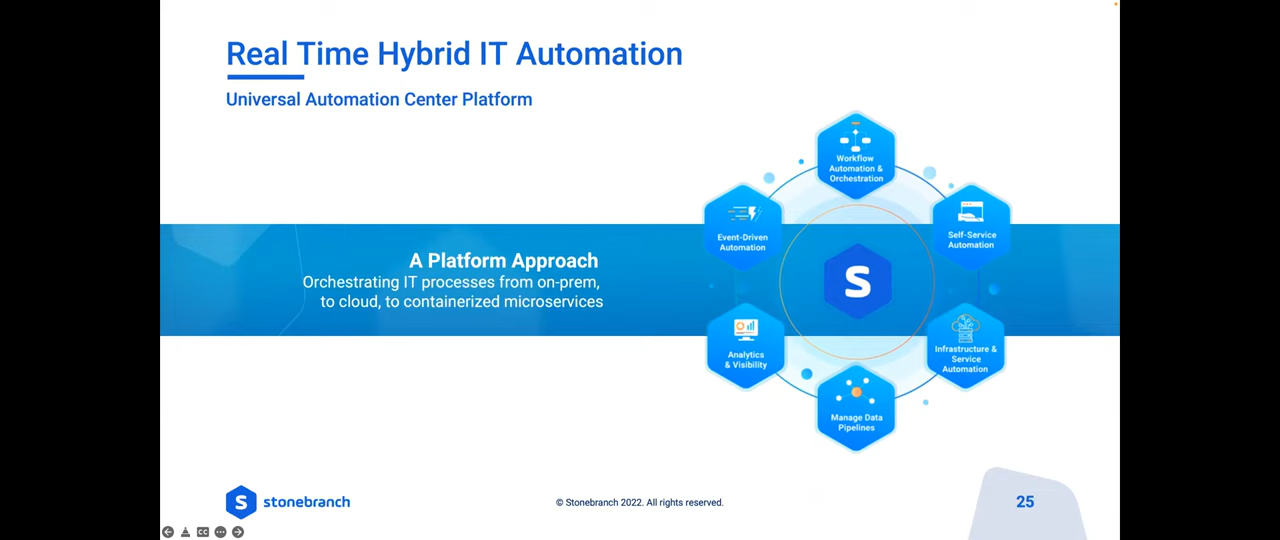 Real Time Hybrid IT Automation
Universal Automation Center Platform
Workflow
Automation &
Orchestration
Event-Driven
Automation
Self-Service
Automation
A Platform Approach
Orchestrating IT processes from on-prem,
to cloud, to containerized microservices
S
Analytics
& Visibility
Infrastructure &
Service
Automation
Manage Data
Pipelines
S stonebranch
© Stonebranch 2022. All rights reserved.
25
CC